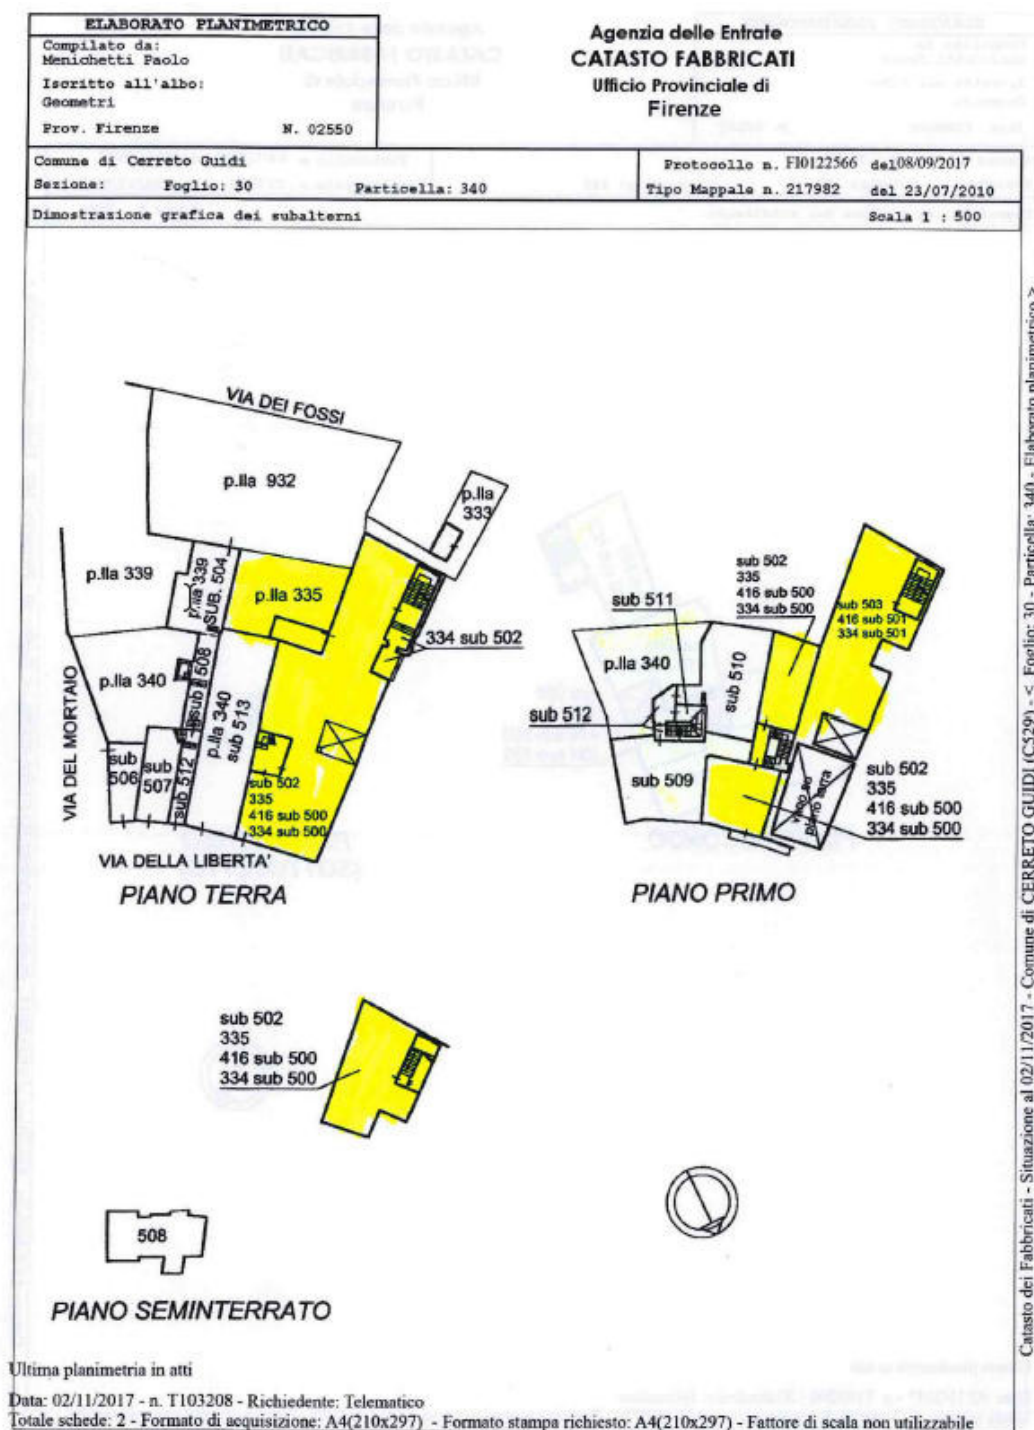 ELABORATO PLANIMETRICO
Compilato da:
Menichetti Paolo
Iscritto all'albo:
Geometri
Prov. Firenze N. 02550
Agenzia delle Entrate
CATASTO FABBRICATI
Ufficio Provinciale di
Firenze
Comune di Cerreto Guidi
Sezione: Foglio: 30 Particella: 340
Protocollo n. FI0122566 del 08/09/2017
Tipo Mappale n. 217982 del 23/07/2010
Dimostrazione grafica dei subalterni Scala 1 : 500
VIA DEI FOSSI
p.lla 932
p.lla
333
p.lla 339
p.lla 339
SUB. 504
p.lla 335
334 sub 502
p.lla 340
sub 508
p.lla 340
sub 513
VIA DEL MORTAIO
sub
506
sub
507
sub 512
sub 502
335
416 sub 500
334 sub 500
VIA DELLA LIBERTA'
PIANO TERRA
sub 502
335
416 sub 500
334 sub 500
sub 511
sub 503
416 sub 501
334 sub 501
p.lla 340
sub 510
sub 512
sub 509
vuoto su
piano terra
sub 502
335
416 sub 500
334 sub 500
PIANO PRIMO
sub 502
335
416 sub 500
334 sub 500
508
PIANO SEMINTERRATO
Catasto dei Fabbricati - Situazione al 02/11/2017 - Comune di CERRETO GUIDI (C529) - < Foglio: 30 - Particella: 340 - Elaborato planimetrico >
Ultima planimetria in atti
Data: 02/11/2017 - n. T103208 - Richiedente: Telematico
Totale schede: 2 - Formato di acquisizione: A4(210x297) - Formato stampa richiesto: A4(210x297) - Fattore di scala non utilizzabile